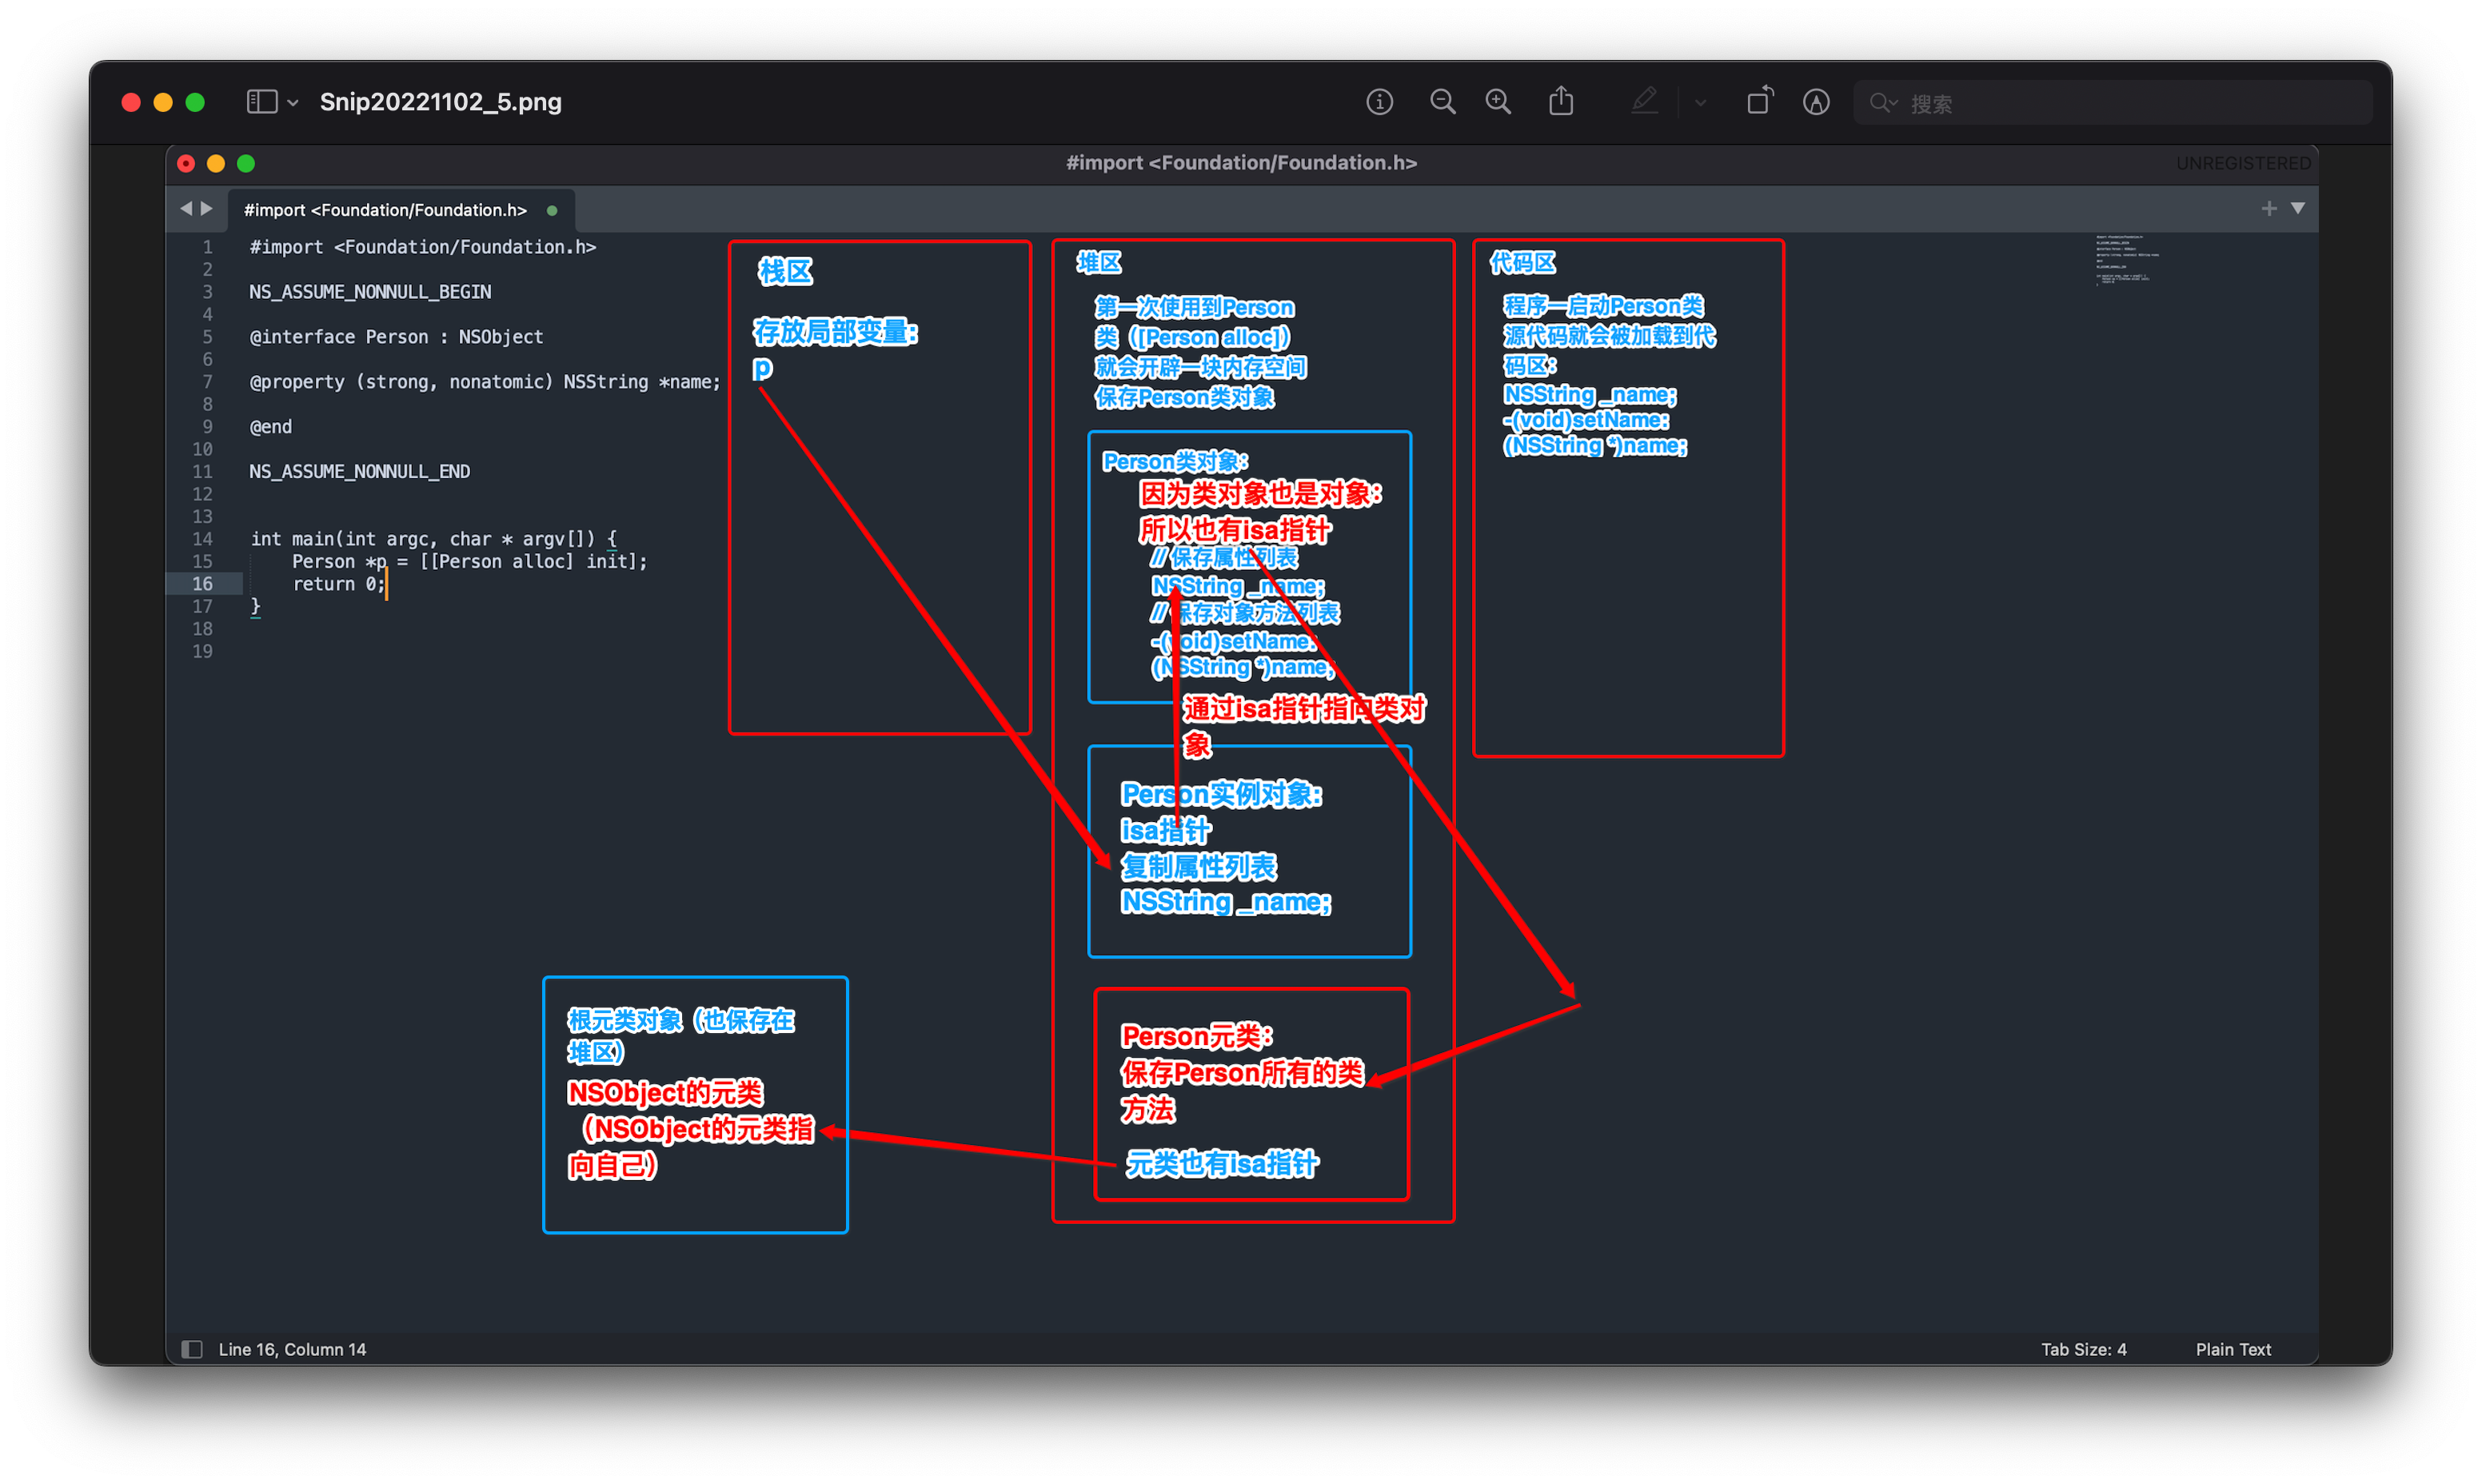 Snip20221102_5.png
搜索
#import <Foundation/Foundation.h>
UNREGISTERED
#import <Foundation/Foundation.h>
1 #import <Foundation/Foundation.h>
2
3 NS_ASSUME_NONNULL_BEGIN
4
5 @interface Person : NSObject
6
7 @property (strong, nonatomic) NSString *name;
8
9 @end
10
11 NS_ASSUME_NONNULL_END
12
13
14 int main(int argc, char * argv[]) {
15 Person *p = [[Person alloc] init];
16 return 0;
17 }
18
19
栈区
存放局部变量:
p
堆区
第一次使用到Person
类（[Person alloc]）
就会开辟一块内存空间
保存Person类对象
Person类对象:
因为类对象也是对象:
所以也有isa指针
// 保存属性列表
NSString _name;
// 保存对象方法列表
-(void)setName:
(NSString *)name;
通过isa指针指向类对
象
Person实例对象:
isa指针
复制属性列表
NSString _name;
Person元类:
保存Person所有的类
方法
元类也有isa指针
代码区
程序一启动Person类
源代码就会被加载到代
码区:
NSString _name;
-(void)setName:
(NSString *)name;
根元类对象（也保存在
堆区）
NSObject的元类
（NSObject的元类指
向自己）
Line 16, Column 14
Tab Size: 4
Plain Text